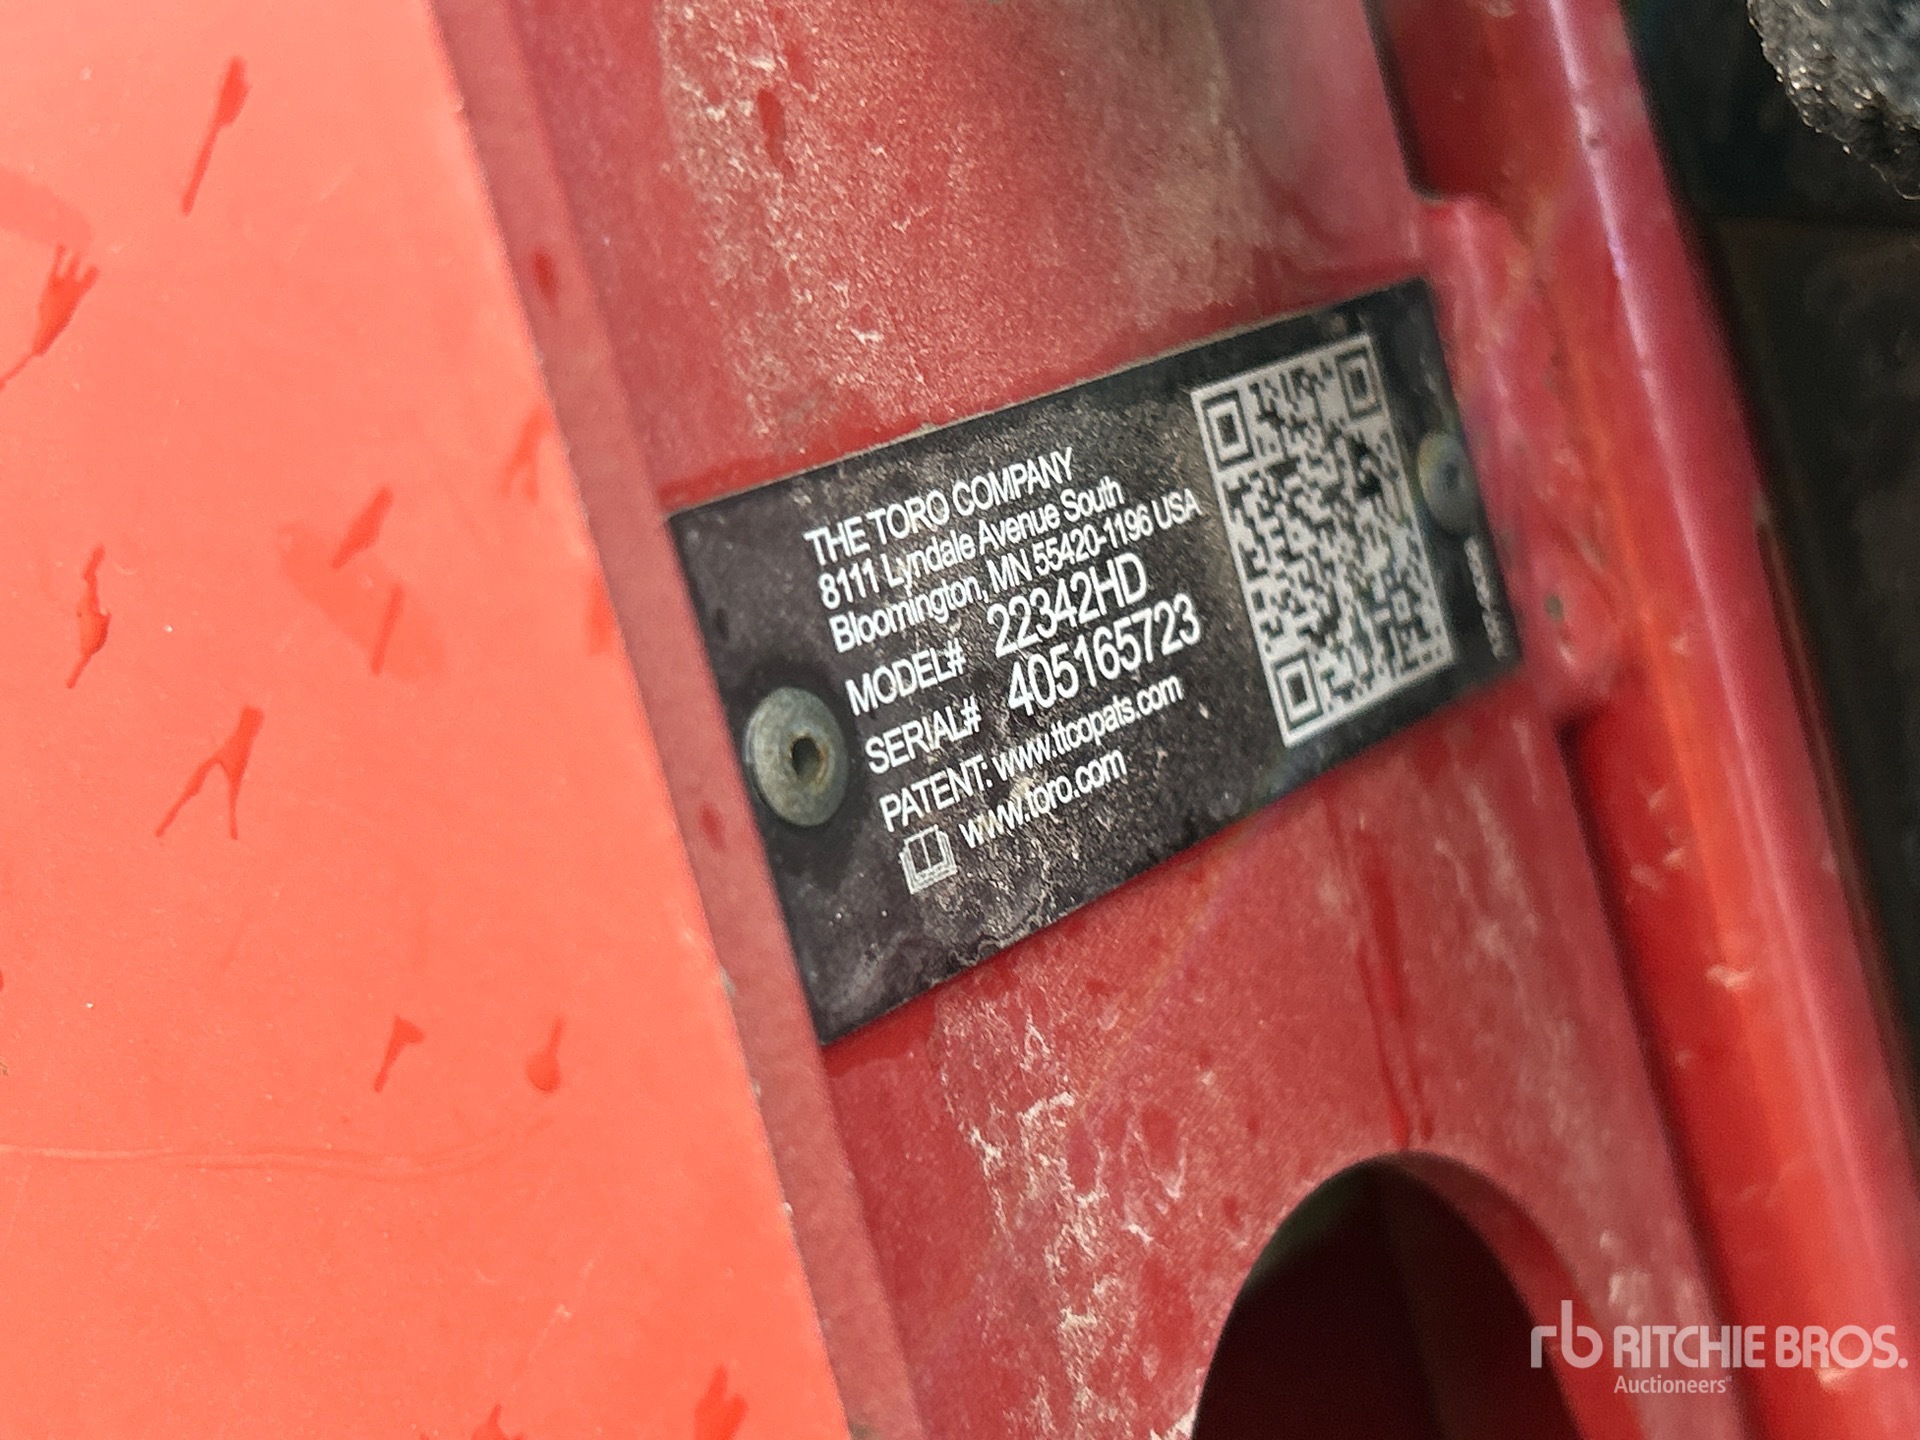 THE TORO COMPANY
8111 Lyndale Avenue South
Bloomington, MN 55420-1196 USA
MODEL# 22342HD
SERIAL# 405165723
PATENT: www.ttcopats.com
www.toro.com
rb RITCHIE BROS.
Auctioneers